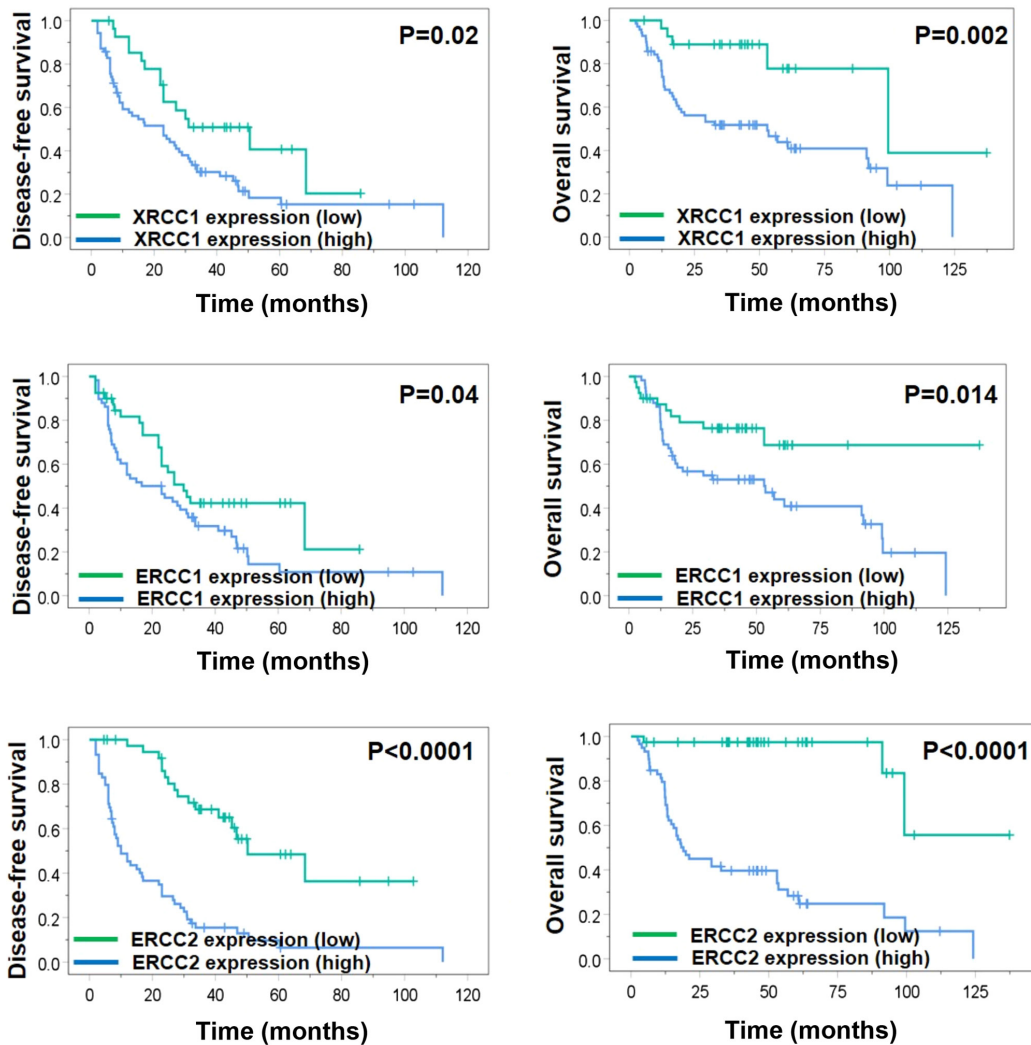 Disease-free survival
1.0
0.8
0.6
0.4
0.2
0.0
P=0.02
XRCC1 expression (low)
XRCC1 expression (high)
0 20 40 60 80 100 120
Time (months)
Overall survival
1.0
0.8
0.6
0.4
0.2
0.0
P=0.002
XRCC1 expression (low)
XRCC1 expression (high)
0 25 50 75 100 125
Time (months)
Disease-free survival
1.0
0.8
0.6
0.4
0.2
0.0
P=0.04
ERCC1 expression (low)
ERCC1 expression (high)
0 20 40 60 80 100 120
Time (months)
Overall survival
1.0
0.8
0.6
0.4
0.2
0.0
P=0.014
ERCC1 expression (low)
ERCC1 expression (high)
0 25 50 75 100 125
Time (months)
Disease-free survival
1.0
0.8
0.6
0.4
0.2
0.0
P<0.0001
ERCC2 expression (low)
ERCC2 expression (high)
0 20 40 60 80 100 120
Time (months)
Overall survival
1.0
0.8
0.6
0.4
0.2
0.0
P<0.0001
ERCC2 expression (low)
ERCC2 expression (high)
0 25 50 75 100 125
Time (months)